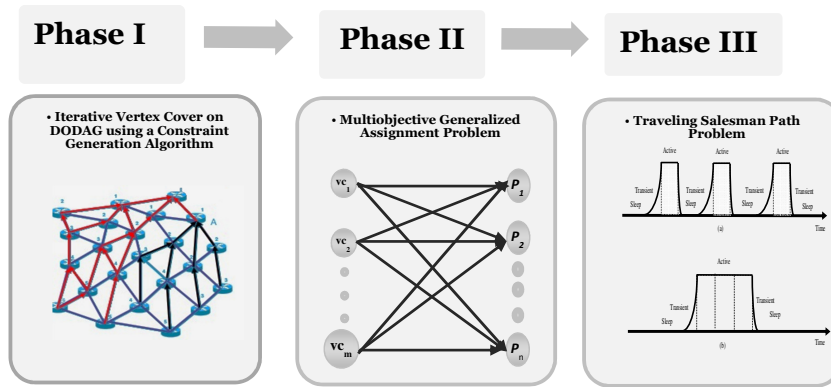 Phase I
Phase II
Phase III
• Iterative Vertex Cover on
DODAG using a Constraint
Generation Algorithm
A
• Multiobjective Generalized
Assignment Problem
vc1
vc2
vcm
P1
P2
Pn
• Traveling Salesman Path
Problem
Active Active Active
Transient Transient Transient Transient
Sleep Sleep Sleep Sleep
(a) Time
Active
Transient Transient
Sleep Sleep
(b) Time